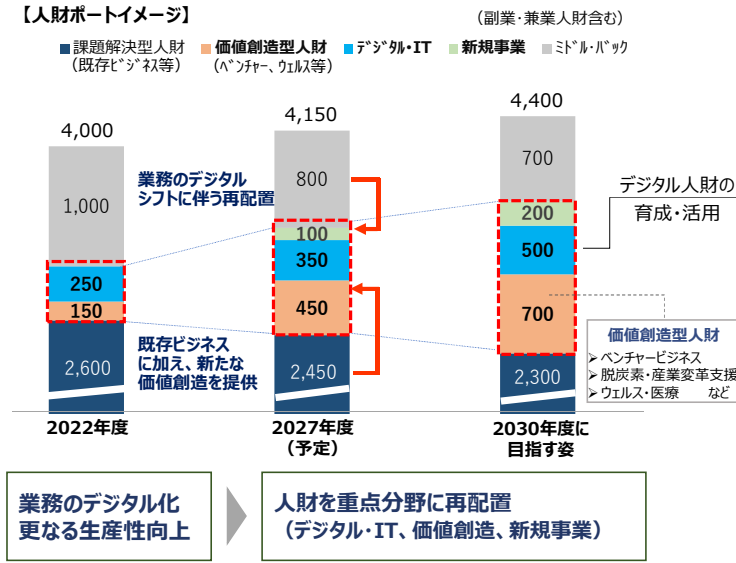 【人財ポートイメージ】
(副業・兼業人財含む)
課題解決型人財
(既存ビジネス等)
価値創造型人財
(ベンチャー、ウェルス等)
デジタル・IT
新規事業
ミドル・バック
4,000
4,150
4,400
1,000
250
150
2,600
800
100
350
450
2,450
700
200
500
700
2,300
業務のデジタル
シフトに伴う再配置
既存ビジネス
に加え、新たな
価値創造を提供
デジタル人財の
育成・活用
価値創造型人財
➢ベンチャービジネス
➢脱炭素・産業変革支援
➢ウェルス・医療 など
2022年度
2027年度
(予定)
2030年度に
目指す姿
業務のデジタル化
更なる生産性向上
人財を重点分野に再配置
(デジタル・IT、価値創造、新規事業)